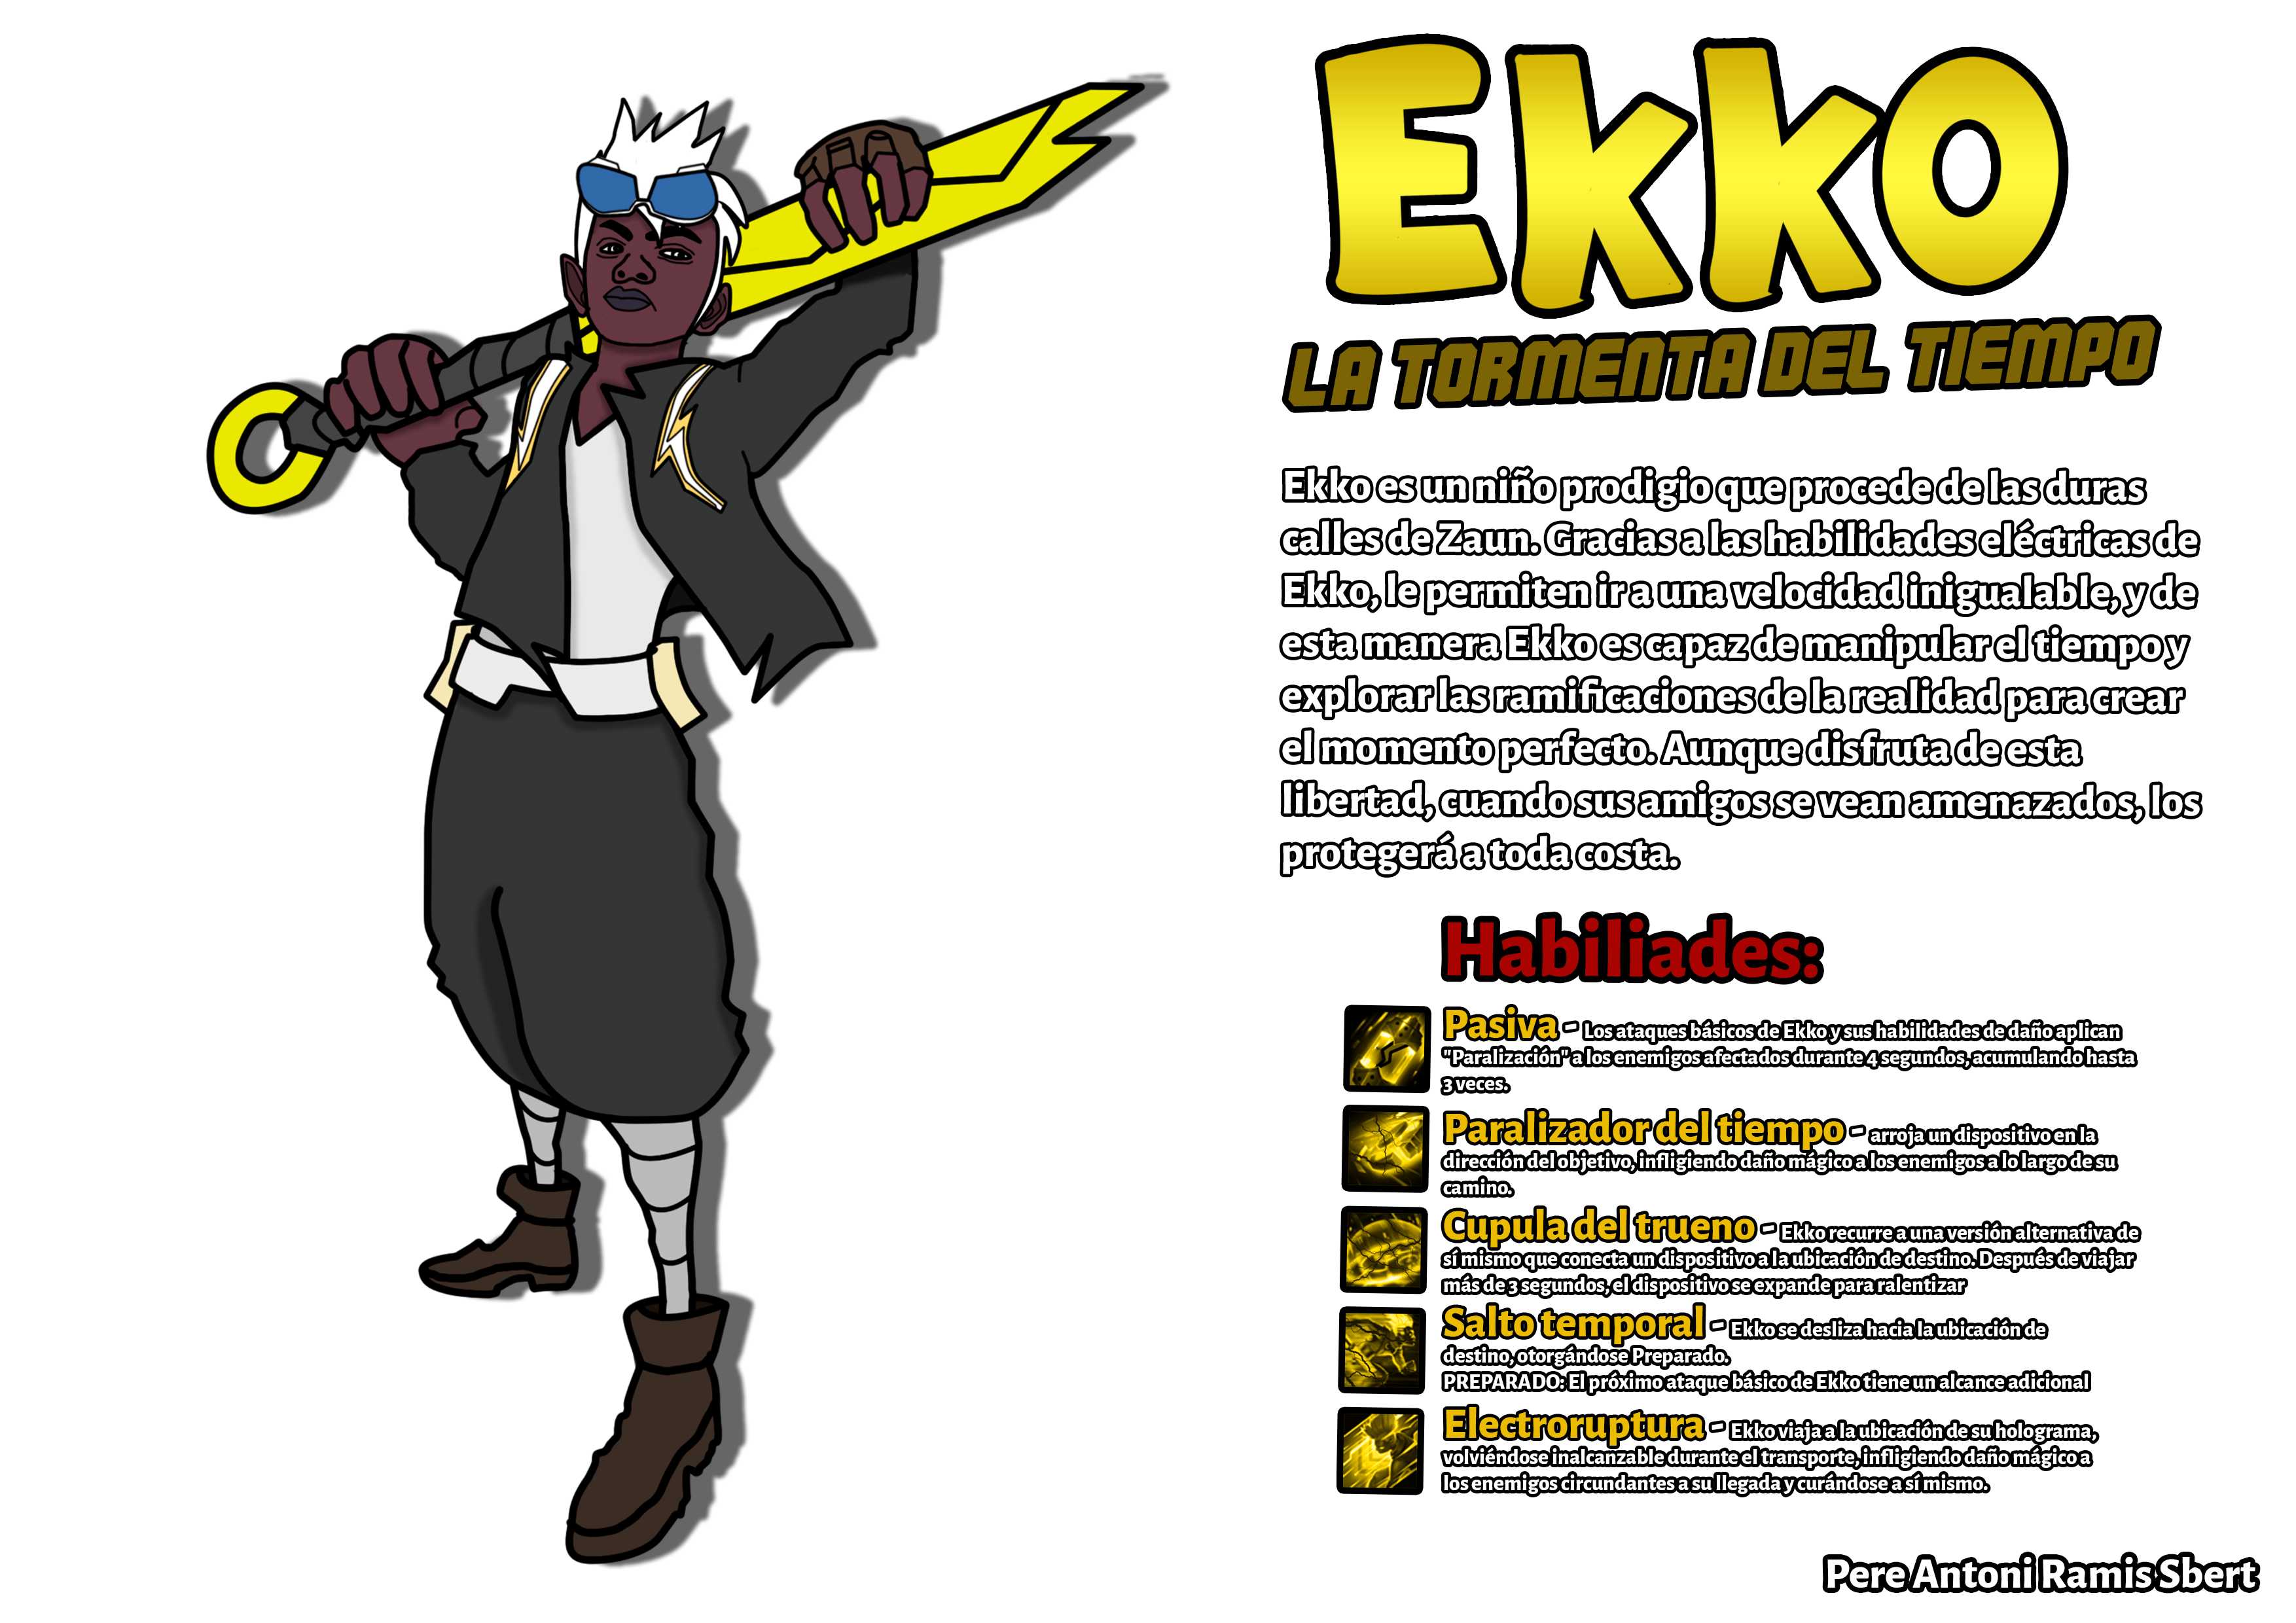 Ekko
LA TORMENTA DEL TIEMPO
Ekko es un niño prodigio que procede de las duras
calles de Zaun. Gracias a las habilidades eléctricas de
Ekko, le permiten ir a una velocidad inigualable, y de
esta manera Ekko es capaz de manipular el tiempo y
explorar las ramificaciones de la realidad para crear
el momento perfecto. Aunque disfruta de esta
libertad, cuando sus amigos se vean amenazados, los
protegerá a toda costa.
Habiliades:
Pasiva - Los ataques básicos de Ekko y sus habilidades de daño aplican
"Paralización" a los enemigos afectados durante 4 segundos, acumulando hasta
3 veces.
Paralizador del tiempo - arroja un dispositivo en la
dirección del objetivo, infligiendo daño mágico a los enemigos a lo largo de su
camino.
Cupula del trueno - Ekko recurre a una versión alternativa de
sí mismo que conecta un dispositivo a la ubicación de destino. Después de viajar
más de 3 segundos, el dispositivo se expande para ralentizar
Salto temporal - Ekko se desliza hacia la ubicación de
destino, otorgándose Preparado.
PREPARADO: El próximo ataque básico de Ekko tiene un alcance adicional
Electroruptura - Ekko viaja a la ubicación de su holograma,
volviéndose inalcanzable durante el transporte, infligiendo daño mágico a
los enemigos circundantes a su llegada y curándose a sí mismo.
Pere Antoni Ramis Sbert